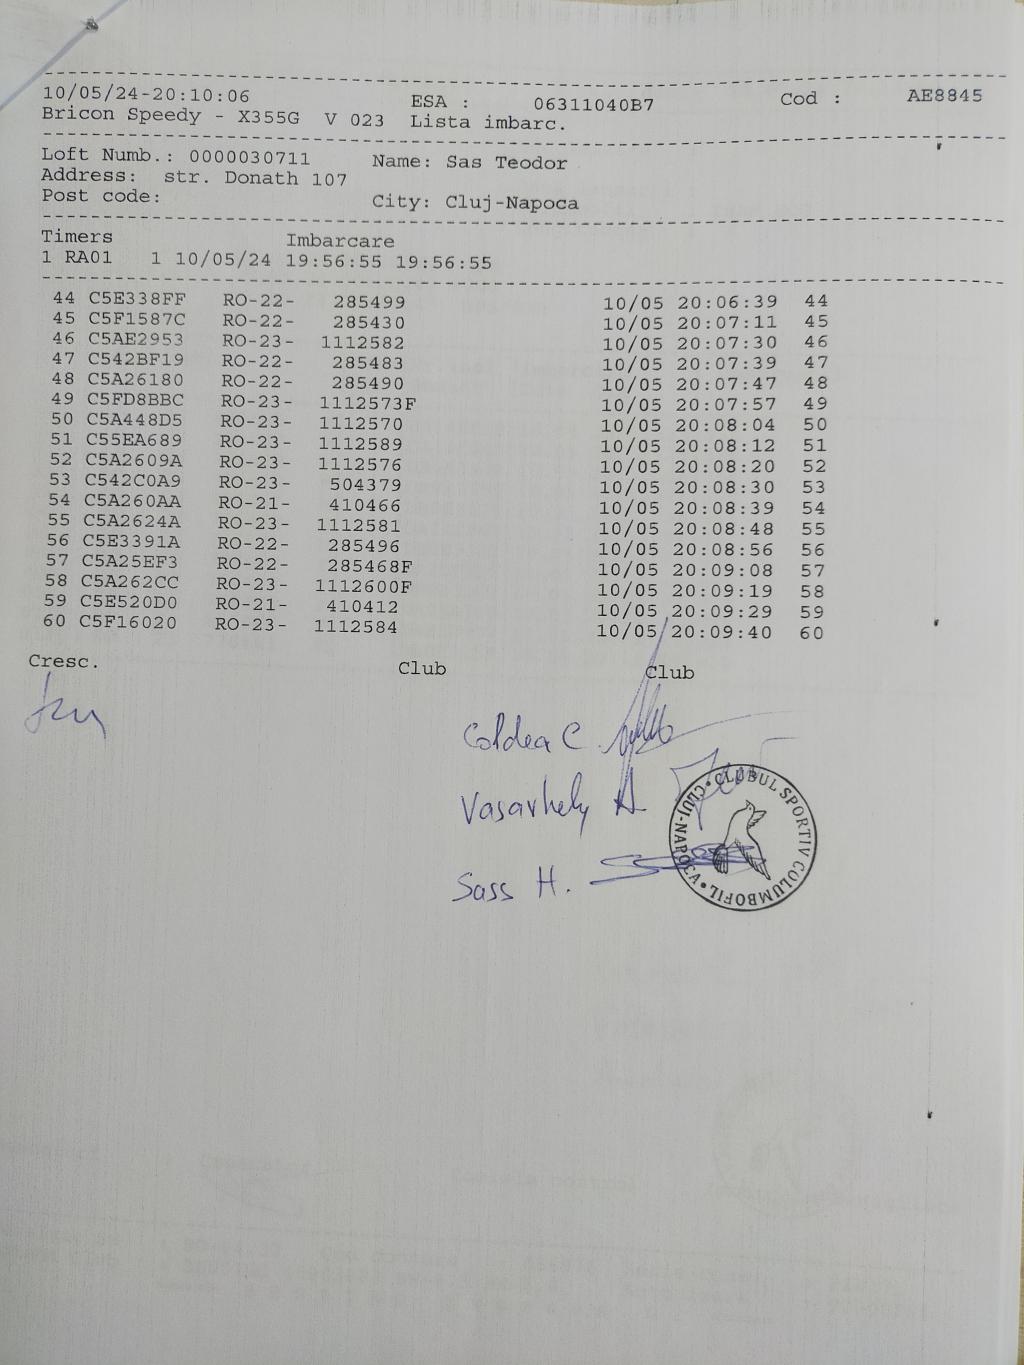 10/05/24-20:10:06 ESA : 06311040B7 Cod : AE8845
Bricon Speedy - X355G V 023 Lista imbarc.
Loft Numb.: 0000030711 Name: Sas Teodor
Address: str. Donath 107
Post code: City: Cluj-Napoca
Timers Imbarcare
1 RA01 1 10/05/24 19:56:55 19:56:55
44 C5E338FF RO-22- 285499 10/05 20:06:39 44
45 C5F1587C RO-22- 285430 10/05 20:07:11 45
46 C5AE2953 RO-23- 1112582 10/05 20:07:30 46
47 C542BF19 RO-22- 285483 10/05 20:07:39 47
48 C5A26180 RO-22- 285490 10/05 20:07:47 48
49 C5FD8BBC RO-23- 1112573F 10/05 20:07:57 49
50 C5A448D5 RO-23- 1112570 10/05 20:08:04 50
51 C55EA689 RO-23- 1112589 10/05 20:08:12 51
52 C5A2609A RO-23- 1112576 10/05 20:08:20 52
53 C542C0A9 RO-23- 504379 10/05 20:08:30 53
54 C5A260AA RO-21- 410466 10/05 20:08:39 54
55 C5A2624A RO-23- 1112581 10/05 20:08:48 55
56 C5E3391A RO-22- 285496 10/05 20:08:56 56
57 C5A25EF3 RO-22- 285468F 10/05 20:09:08 57
58 C5A262CC RO-23- 1112600F 10/05 20:09:19 58
59 C5E520D0 RO-21- 410412 10/05 20:09:29 59
60 C5F16020 RO-23- 1112584 10/05 20:09:40 60
Cresc. Club Club
Coldea C
Vasarhely A
Sass H.
CLUBUL SPORTIV COLUMBOFIL • CLUJ-NAPOCA •